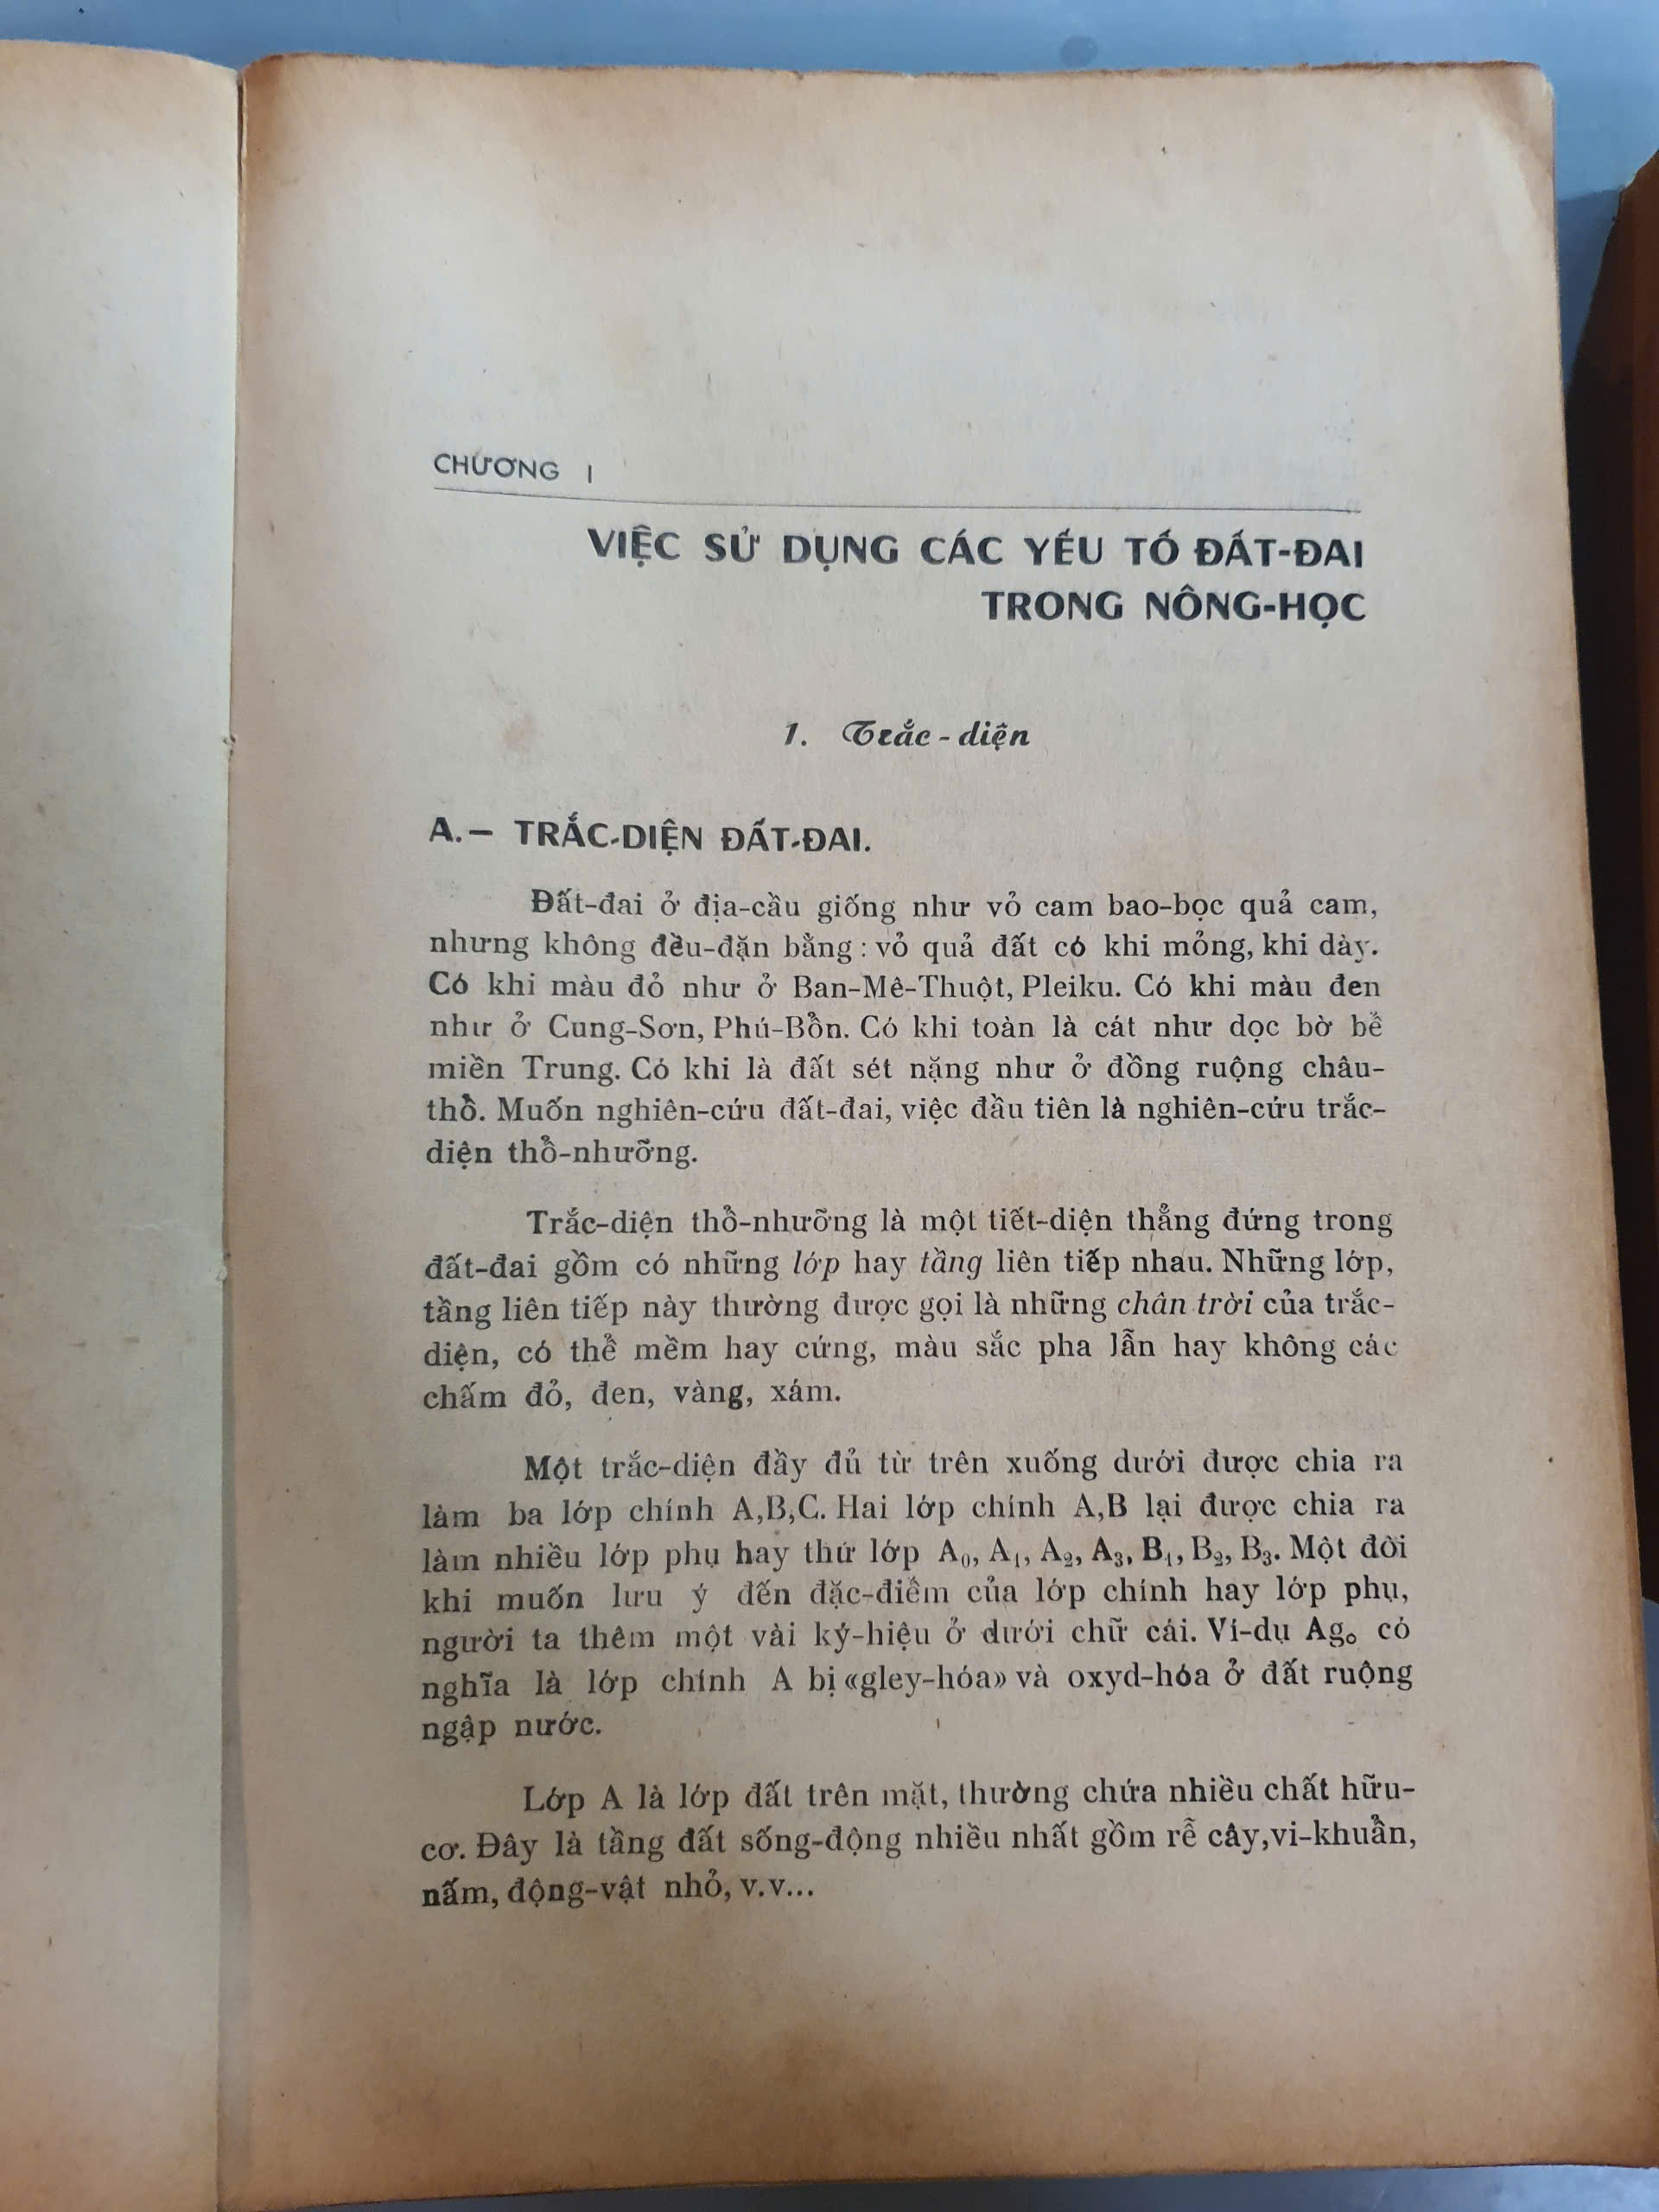 CHƯƠNG I
VIỆC SỬ DỤNG CÁC YẾU TỐ ĐẤT-ĐAI
TRONG NÔNG-HỌC
1. Trắc-diện
A.— TRẮC-DIỆN ĐẤT-ĐAI.
Đất-đai ở địa-cầu giống như vỏ cam bao-bọc quả cam,
nhưng không đều-đặn bằng : vỏ quả đất có khi mỏng, khi dày.
Có khi màu đỏ như ở Ban-Mê-Thuột, Pleiku. Có khi màu đen
như ở Cung-Sơn, Phú-Bổn. Có khi toàn là cát như dọc bờ bể
miền Trung. Có khi là đất sét nặng như ở đồng ruộng châu-
thổ. Muốn nghiên-cứu đất-đai, việc đầu tiên là nghiên-cứu trắc-
diện thổ-nhưỡng.
Trắc-diện thổ-nhưỡng là một tiết-diện thẳng đứng trong
đất-đai gồm có những lớp hay tầng liên tiếp nhau. Những lớp,
tầng liên tiếp này thường được gọi là những chân trời của trắc-
diện, có thể mềm hay cứng, màu sắc pha lẫn hay không các
chấm đỏ, đen, vàng, xám.
Một trắc-diện đầy đủ từ trên xuống dưới được chia ra
làm ba lớp chính A,B,C. Hai lớp chính A,B lại được chia ra
làm nhiều lớp phụ hay thứ lớp A₀, A₁, A₂, A₃, B₁, B₂, B₃. Một đôi
khi muốn lưu ý đến đặc-điểm của lớp chính hay lớp phụ,
người ta thêm một vài ký-hiệu ở dưới chữ cái. Ví-dụ Agₒ có
nghĩa là lớp chính A bị «gley-hóa» và oxyd-hóa ở đất ruộng
ngập nước.
Lớp A là lớp đất trên mặt, thường chứa nhiều chất hữu-
cơ. Đây là tầng đất sống-động nhiều nhất gồm rễ cây,vi-khuẩn,
nấm, động-vật nhỏ, v.v...